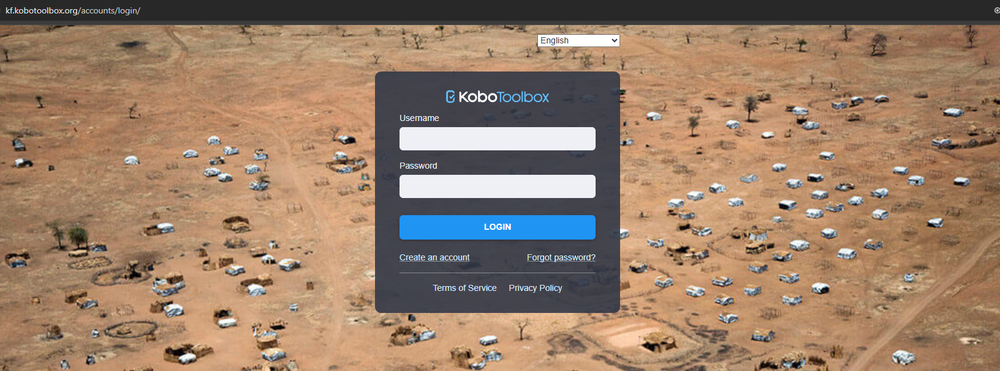 kf.kobotoolbox.org/accounts/login/
English
KoboToolbox
Username
Password
LOGIN
Create an account Forgot password?
Terms of Service Privacy Policy